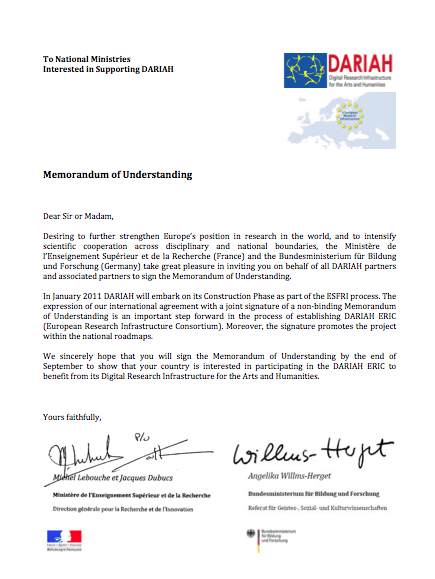 To National Ministries
Interested in Supporting DARIAH
DARIAH
Digital Research Infrastructure
for the Arts and Humanities
Memorandum of Understanding
Dear Sir or Madam,
Desiring to further strengthen Europe's position in research in the world, and to intensify
scientific cooperation across disciplinary and national boundaries, the Ministère de
l'Enseignement Supérieur et de la Recherche (France) and the Bundesministerium für Bildung
und Forschung (Germany) take great pleasure in inviting you on behalf of all DARIAH partners
and associated partners to sign the Memorandum of Understanding.
In January 2011 DARIAH will embark on its Construction Phase as part of the ESFRI process. The
expression of our international agreement with a joint signature of a non-binding Memorandum
of Understanding is an important step forward in the process of establishing DARIAH ERIC
(European Research Infrastructure Consortium). Moreover, the signature promotes the project
within the national roadmaps.
We sincerely hope that you will sign the Memorandum of Understanding by the end of
September to show that your country is interested in participating in the DARIAH ERIC to
benefit from its Digital Research Infrastructure for the Arts and Humanities.
Yours faithfully,
Willms-Herget
Michel Lebouche et Jacques Dubucs
Angelika Willms-Herget
Ministère de l'Enseignement Supérieur et de la Recherche
Bundesministerium für Bildung und Forschung
Direction générale pour la Recherche et de l'Innovation
Referat für Geistes-, Sozial- und Kulturwissenschaften
Bundesministerium
für Bildung
und Forschung